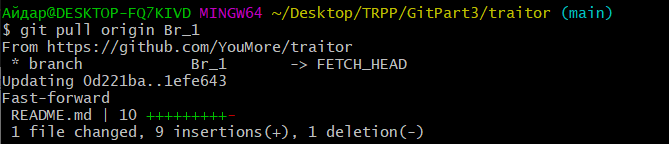 Айдар@DESKTOP-FQ7KIVD MINGW64 ~/Desktop/TRPP/GitPart3/traitor (main)
$ git pull origin Br_1
From https://github.com/YouMore/traitor
 * branch            Br_1       -> FETCH_HEAD
Updating 0d221ba..1efe643
Fast-forward
 README.md | 10 +++++++++-
 1 file changed, 9 insertions(+), 1 deletion(-)